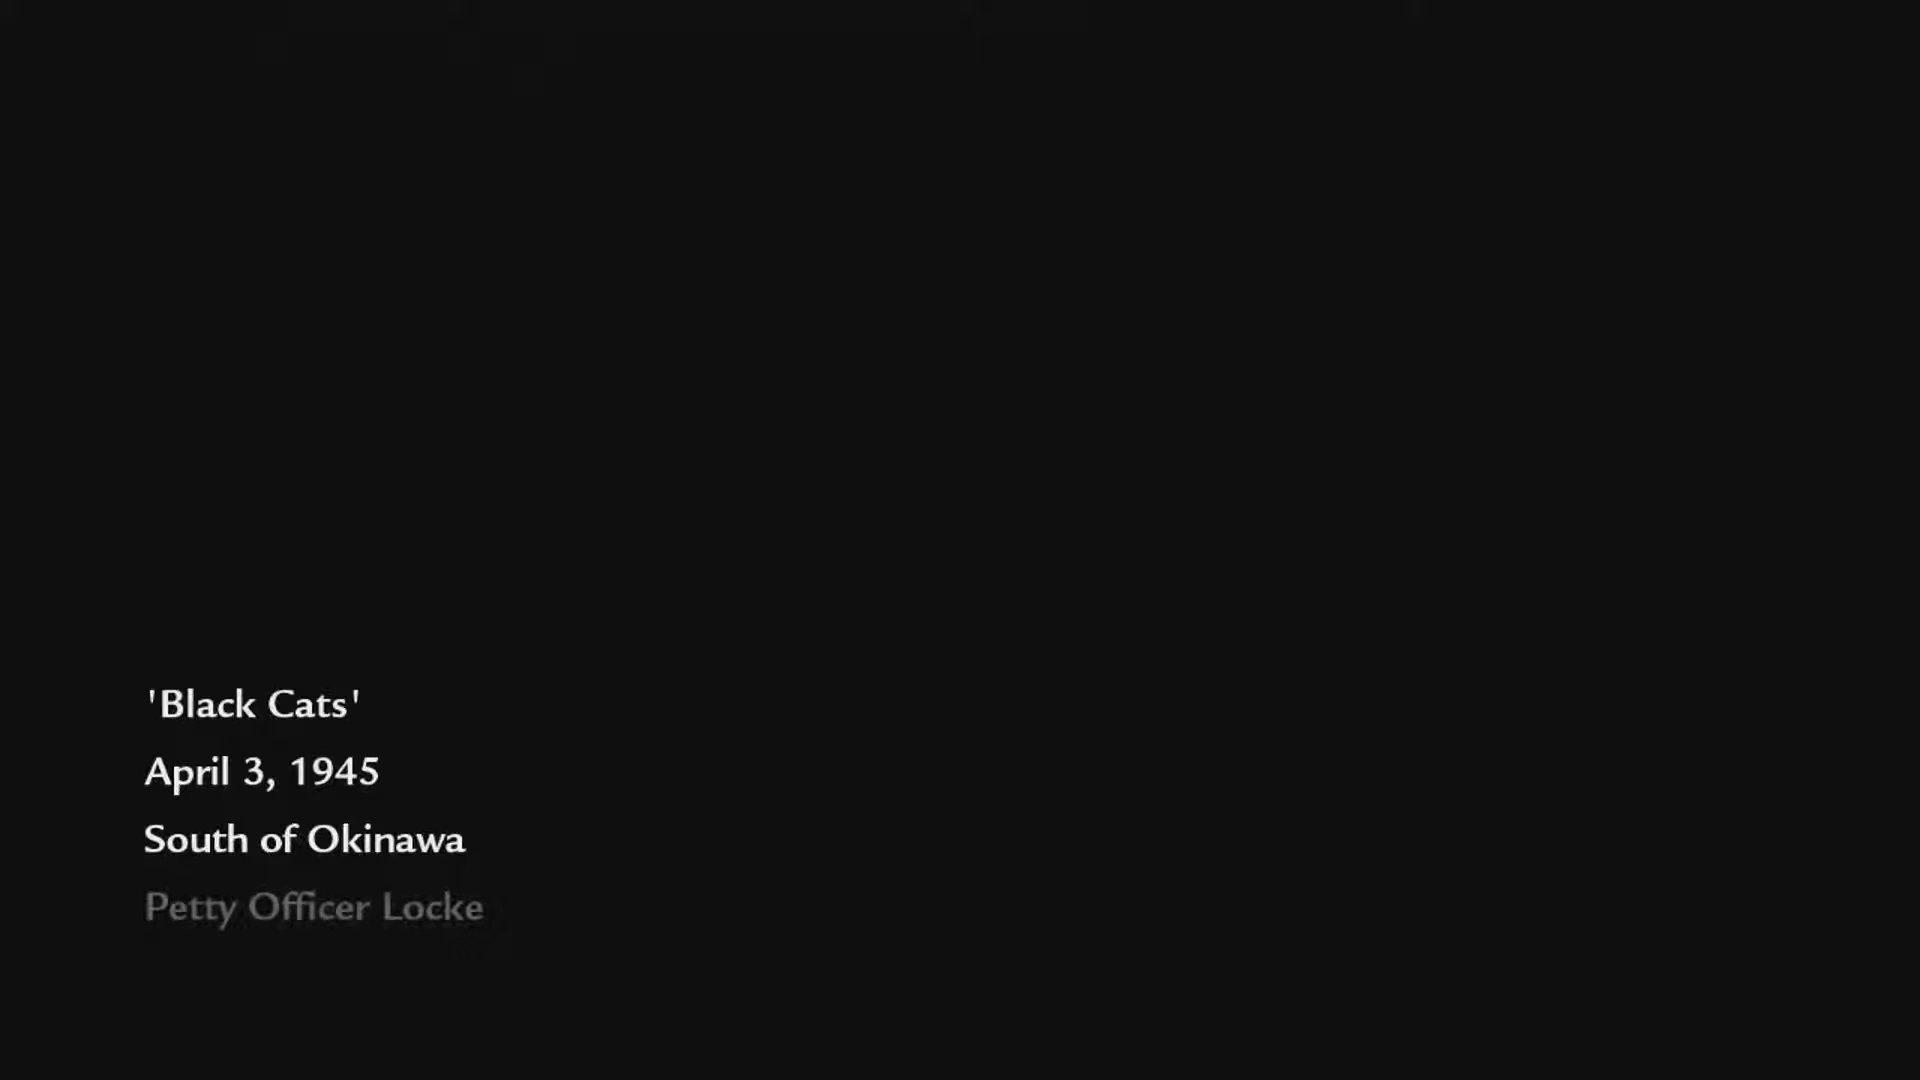 'Black Cats'
April 3, 1945
South of Okinawa
Petty Officer Locke